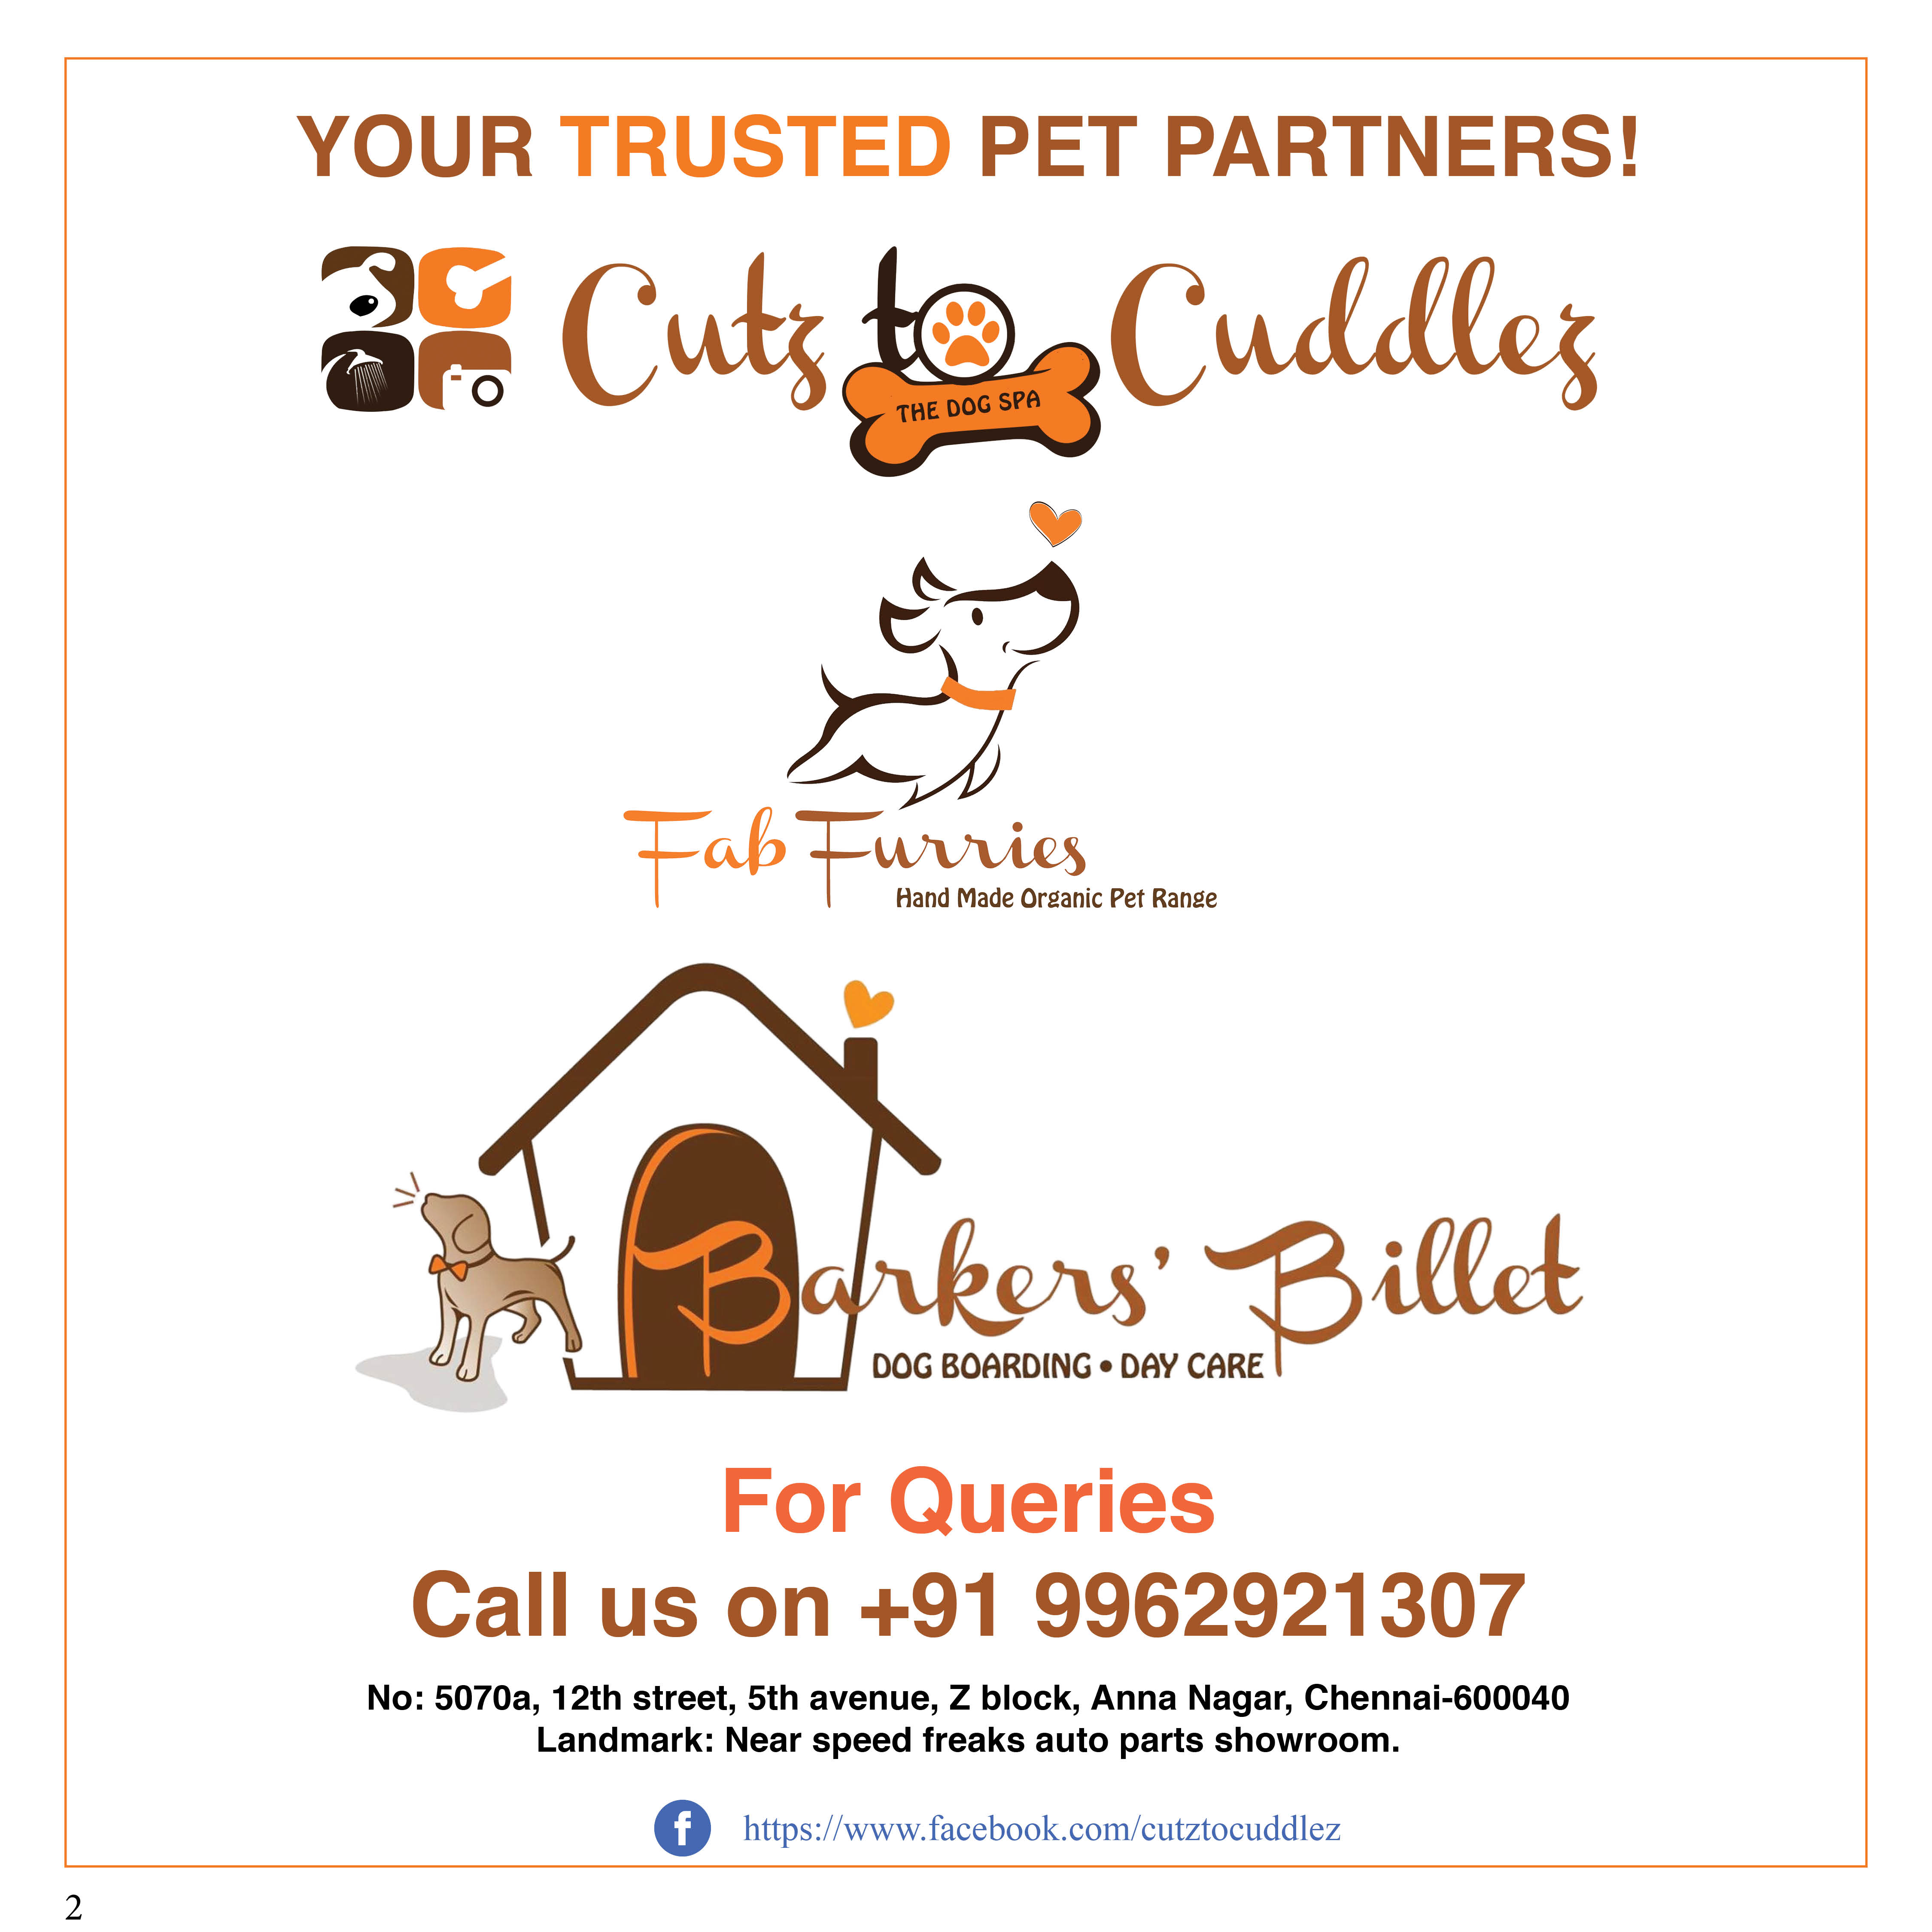 YOUR TRUSTED PET PARTNERS!
Cutz to Cuddlez
THE DOG SPA
Fab Furries
Hand Made Organic Pet Range
Barkers' Billet
DOG BOARDING • DAY CARE
For Queries
Call us on +91 9962921307
No: 5070a, 12th street, 5th avenue, Z block, Anna Nagar, Chennai-600040
Landmark: Near speed freaks auto parts showroom.
f https://www.facebook.com/cutztocuddlez
2